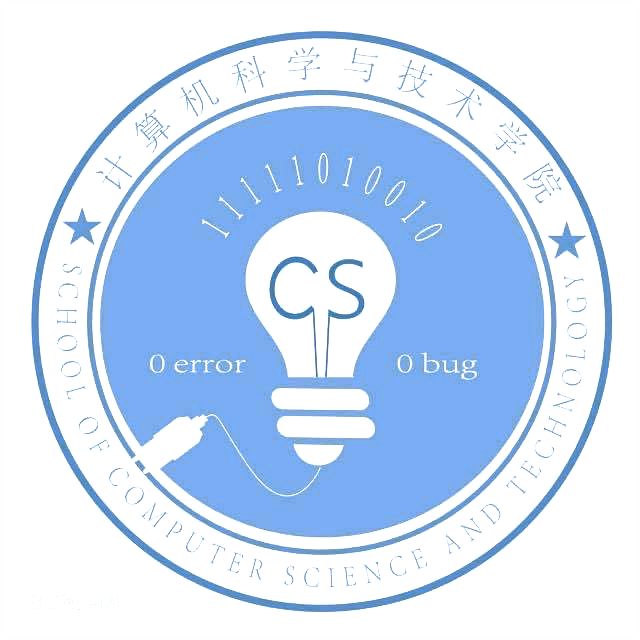 计算机科学与技术学院
11111010010
CS
0 error 0 bug
SCHOOL OF COMPUTER SCIENCE AND TECHNOLOGY